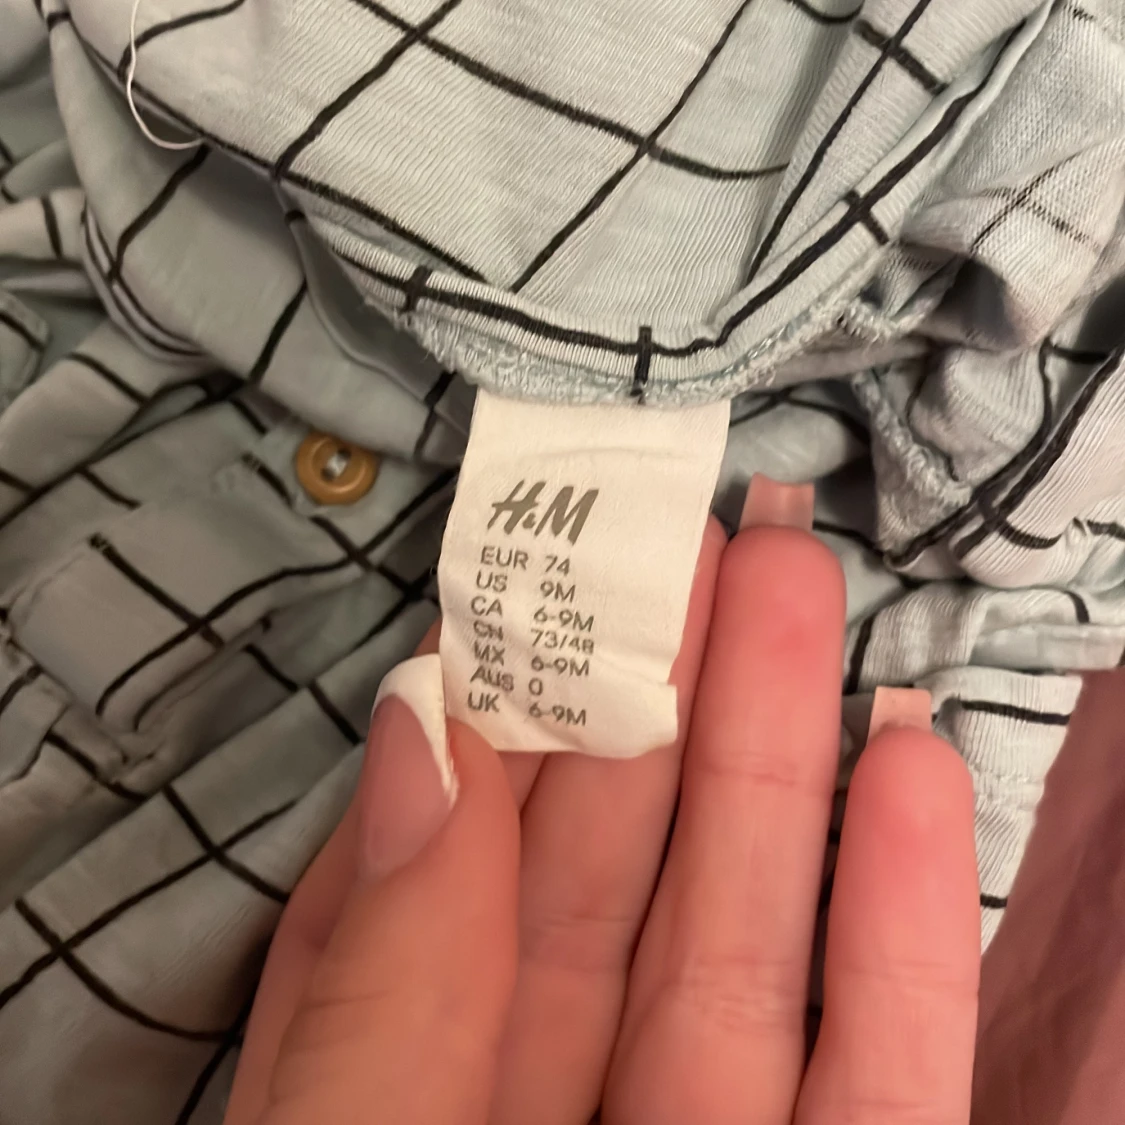 H&M
EUR 74
US 9M
CA 6-9M
CN 73/48
MX 6-9M
AUS 0
UK 6-9M